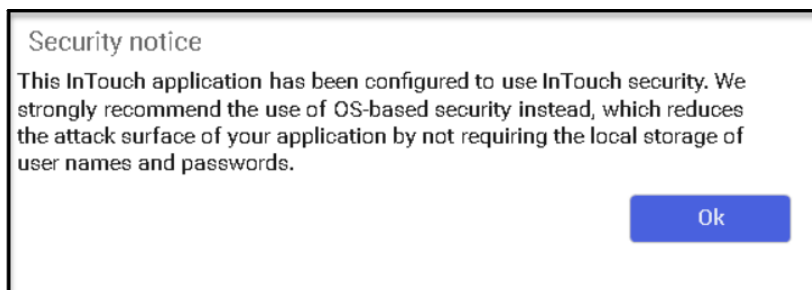 Security notice
This InTouch application has been configured to use InTouch security. We
strongly recommend the use of OS-based security instead, which reduces
the attack surface of your application by not requiring the local storage of
user names and passwords.
Ok